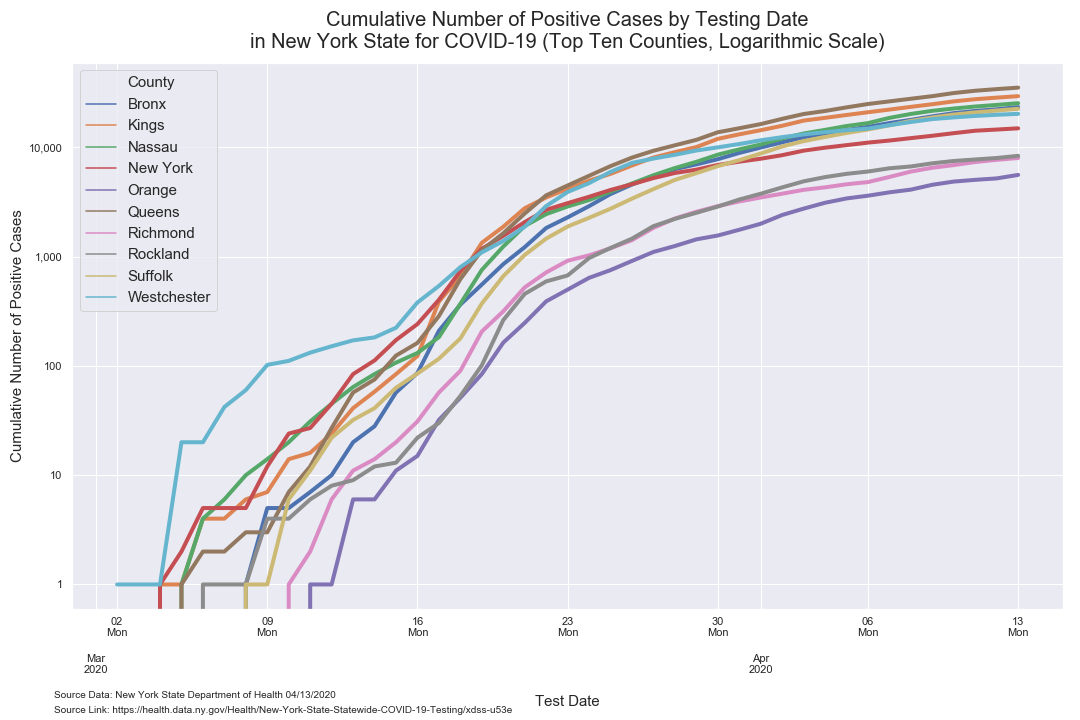 Cumulative Number of Positive Cases by Testing Date
in New York State for COVID-19 (Top Ten Counties, Logarithmic Scale)
County
Bronx
Kings
Nassau
New York
Orange
Queens
Richmond
Rockland
Suffolk
Westchester
Cumulative Number of Positive Cases
10,000
1,000
100
10
1
02 09 16 23 30 06 13
Mon Mon Mon Mon Mon Mon Mon
Mar Apr
2020 2020
Test Date
Source Data: New York State Department of Health 04/13/2020
Source Link: https://health.data.ny.gov/Health/New-York-State-Statewide-COVID-19-Testing/xdss-u53e